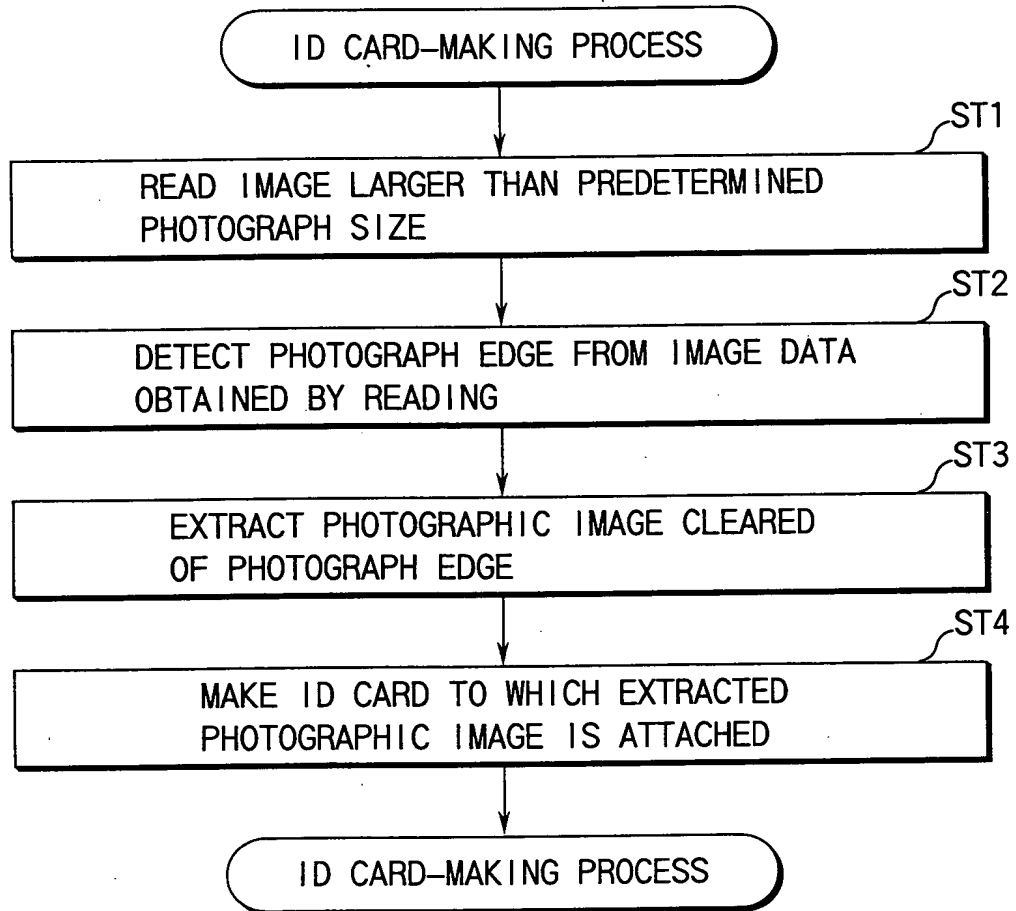 ID CARD–MAKING PROCESS
ST1
READ IMAGE LARGER THAN PREDETERMINED
PHOTOGRAPH SIZE
ST2
DETECT PHOTOGRAPH EDGE FROM IMAGE DATA
OBTAINED BY READING
ST3
EXTRACT PHOTOGRAPHIC IMAGE CLEARED
OF PHOTOGRAPH EDGE
ST4
MAKE ID CARD TO WHICH EXTRACTED
PHOTOGRAPHIC IMAGE IS ATTACHED
ID CARD–MAKING PROCESS